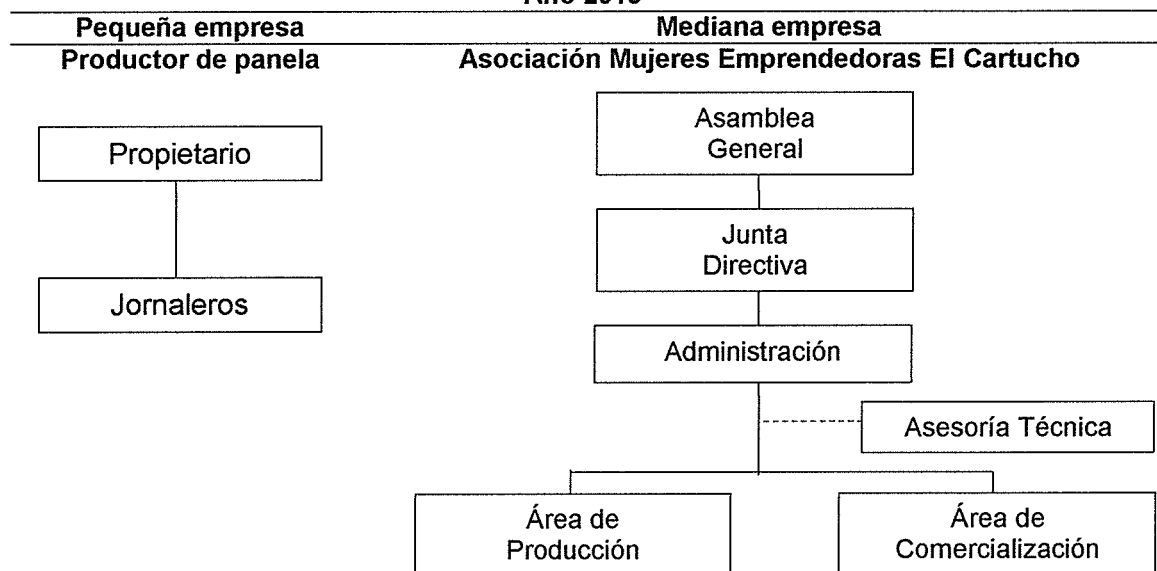 Pequeña empresa
Mediana empresa
Productor de panela
Asociación Mujeres Emprendedoras El Cartucho
Propietario
Jornaleros
Asamblea
General
Junta
Directiva
Administración
Asesoría Técnica
Área de
Producción
Área de
Comercialización